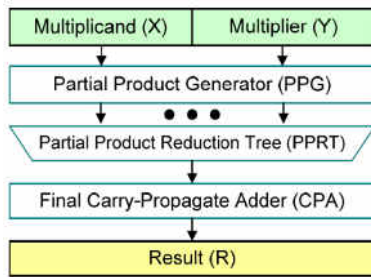 Multiplicand (X) Multiplier (Y)
Partial Product Generator (PPG)
Partial Product Reduction Tree (PPRT)
Final Carry-Propagate Adder (CPA)
Result (R)